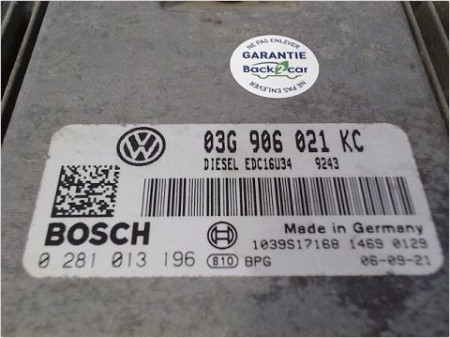 NE PAS ENLEVER
GARANTIE
Back2car
NE PAS ENLEVER
03G 906 021 KC
DIESEL EDC16U34 9243
BOSCH
Made in Germany
1039S17168 1469 0129
0 281 013 196 810 BPG 06-09-21